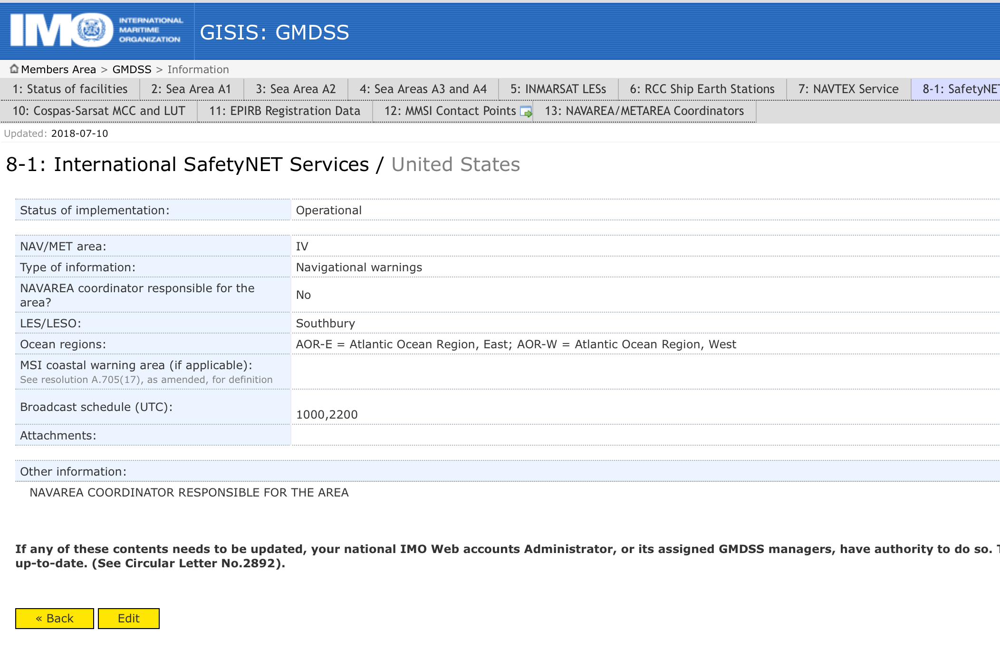 IMO INTERNATIONAL
MARITIME
ORGANIZATION
GISIS: GMDSS
Members Area > GMDSS > Information
1: Status of facilities 2: Sea Area A1 3: Sea Area A2 4: Sea Areas A3 and A4 5: INMARSAT LESs 6: RCC Ship Earth Stations 7: NAVTEX Service 8-1: SafetyNET
10: Cospas-Sarsat MCC and LUT 11: EPIRB Registration Data 12: MMSI Contact Points 13: NAVAREA/METAREA Coordinators
Updated: 2018-07-10
8-1: International SafetyNET Services / United States
Status of implementation: Operational
NAV/MET area: IV
Type of information: Navigational warnings
NAVAREA coordinator responsible for the
area? No
LES/LESO: Southbury
Ocean regions: AOR-E = Atlantic Ocean Region, East; AOR-W = Atlantic Ocean Region, West
MSI coastal warning area (if applicable):
See resolution A.705(17), as amended, for definition
Broadcast schedule (UTC): 1000,2200
Attachments:
Other information:
NAVAREA COORDINATOR RESPONSIBLE FOR THE AREA
If any of these contents needs to be updated, your national IMO Web accounts Administrator, or its assigned GMDSS managers, have authority to do so.
up-to-date. (See Circular Letter No.2892).
« Back Edit